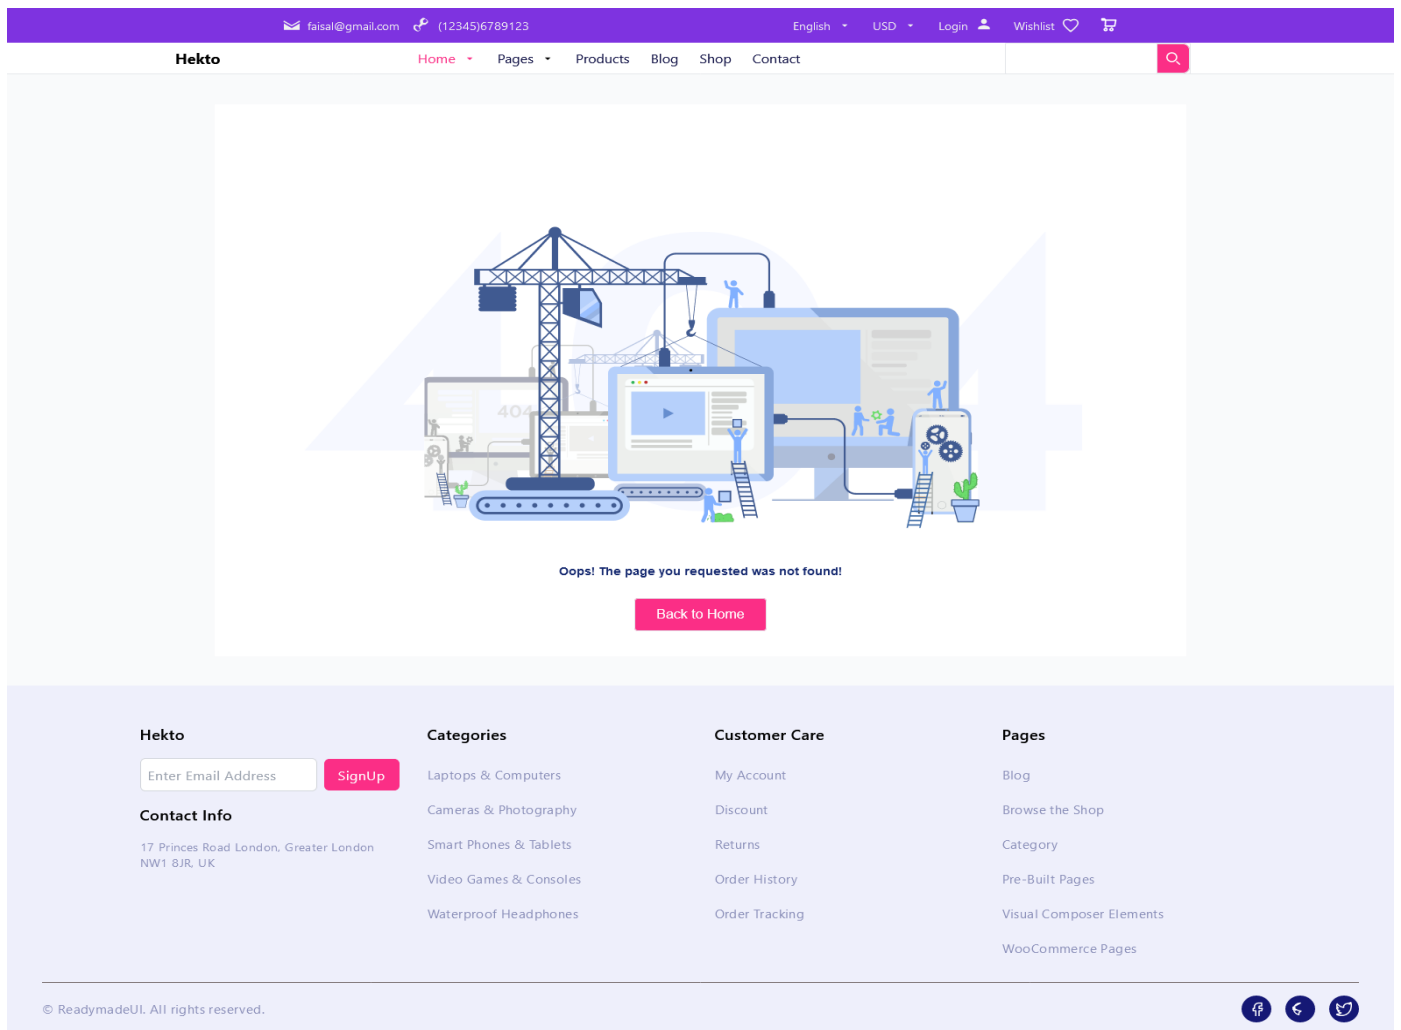 faisal@gmail.com (12345)6789123 English USD Login Wishlist
Hekto Home Pages Products Blog Shop Contact
404
404
Oops! The page you requested was not found!
Back to Home
Hekto
Enter Email Address SignUp
Contact Info
17 Princes Road London, Greater London
NW1 8JR, UK
Categories
Laptops & Computers
Cameras & Photography
Smart Phones & Tablets
Video Games & Consoles
Waterproof Headphones
Customer Care
My Account
Discount
Returns
Order History
Order Tracking
Pages
Blog
Browse the Shop
Category
Pre-Built Pages
Visual Composer Elements
WooCommerce Pages
© ReadymadeUI. All rights reserved.